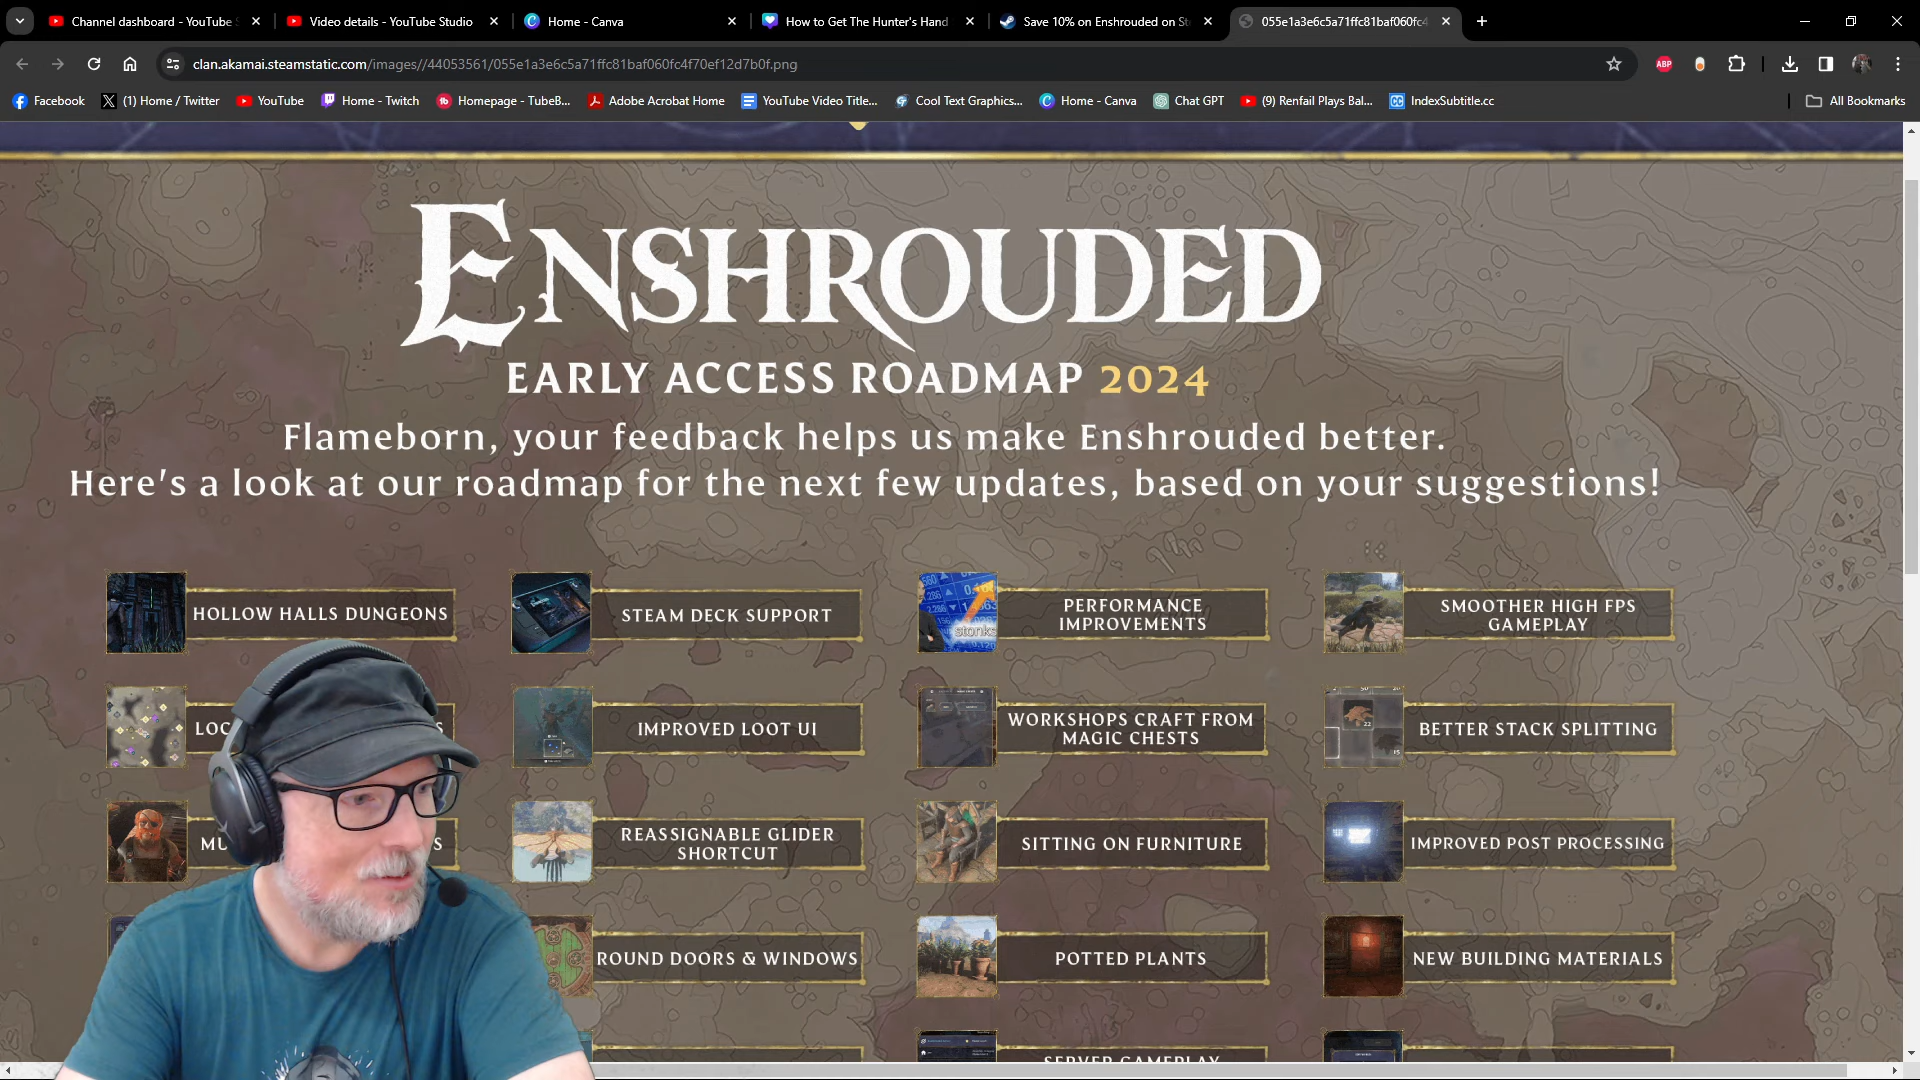 Channel dashboard - YouTube S
Video details - YouTube Studio
Home - Canva
How to Get The Hunter's Hand
Save 10% on Enshrouded on St
055e1a3e6c5a71ffc81baf060fc4
clan.akamai.steamstatic.com/images//44053561/055e1a3e6c5a71ffc81baf060fc4f70ef12d7b0f.png
ABP
Facebook
(1) Home / Twitter
YouTube
Home - Twitch
Homepage - TubeB...
Adobe Acrobat Home
YouTube Video Title...
Cool Text Graphics...
Home - Canva
Chat GPT
(9) Renfail Plays Bal...
IndexSubtitle.cc
All Bookmarks
ENSHROUDED
EARLY ACCESS ROADMAP 2024
Flameborn, your feedback helps us make Enshrouded better.
Here's a look at our roadmap for the next few updates, based on your suggestions!
HOLLOW HALLS DUNGEONS
STEAM DECK SUPPORT
stonks
PERFORMANCE
IMPROVEMENTS
SMOOTHER HIGH FPS
GAMEPLAY
IMPROVED LOOT UI
WORKSHOPS CRAFT FROM
MAGIC CHESTS
BETTER STACK SPLITTING
REASSIGNABLE GLIDER
SHORTCUT
SITTING ON FURNITURE
IMPROVED POST PROCESSING
ROUND DOORS & WINDOWS
POTTED PLANTS
NEW BUILDING MATERIALS
SERVER GAMEPLAY